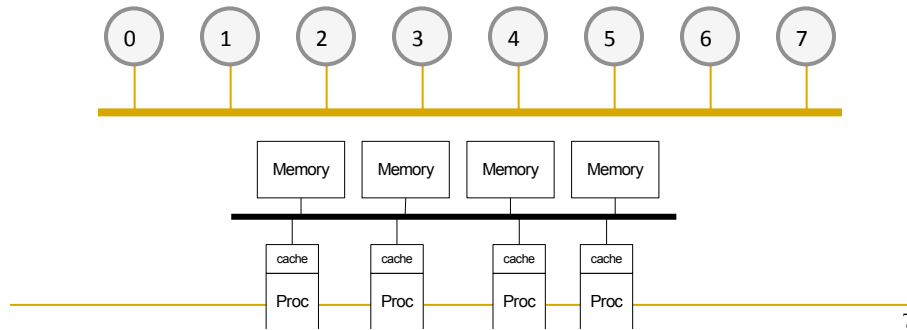 0 1 2 3 4 5 6 7
Memory Memory Memory Memory
cache cache cache cache
Proc Proc Proc Proc